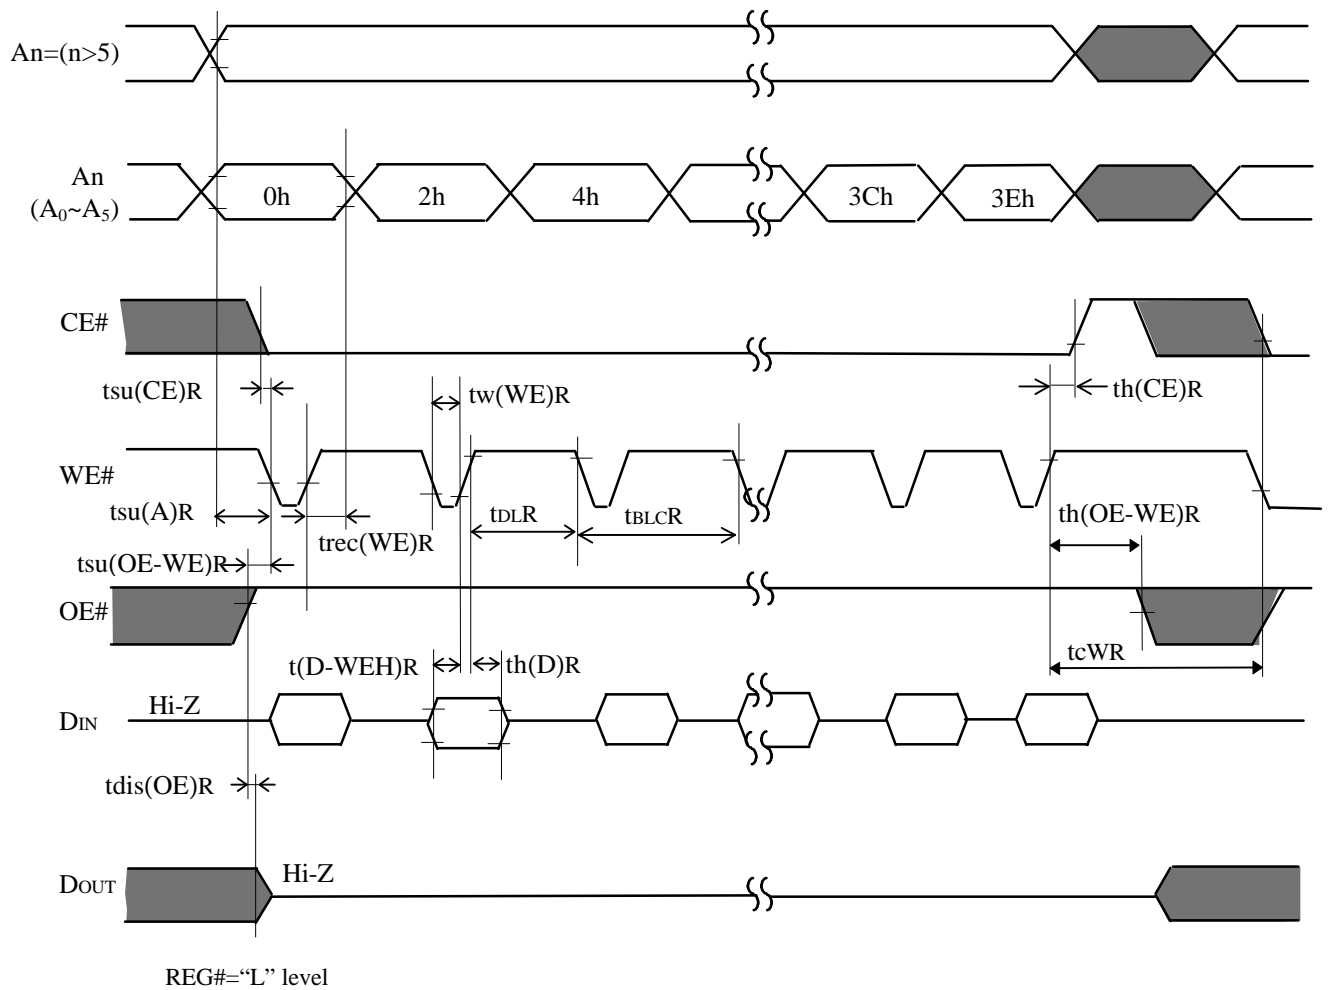 An=(n>5)
An
(A0~A5)
0h
2h
4h
3Ch
3Eh
CE#
tsu(CE)R
tw(WE)R
th(CE)R
WE#
tsu(A)R
trec(WE)R
tDLR
tBLCR
th(OE-WE)R
tsu(OE-WE)R
OE#
t(D-WEH)R
th(D)R
tcWR
DIN
Hi-Z
tdis(OE)R
DOUT
Hi-Z
REG#=“L” level